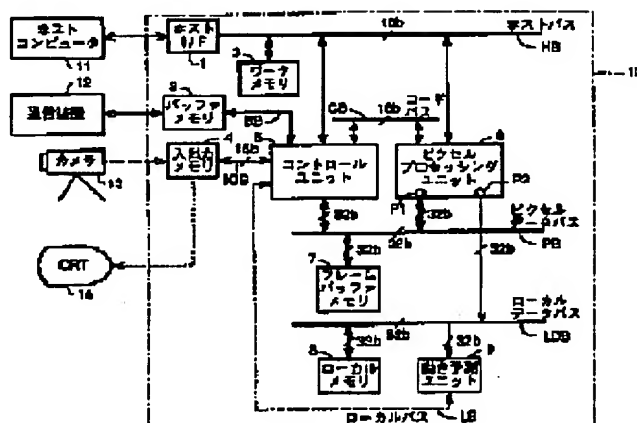 ホスト
コンピュータ
11
ホスト
I/F
1
16b
ホストバス
HB
3
ワーク
メモリ
12
2
バッファ
メモリ
CB
16b
コード
バス
10
カメラ
13
4
入出力
メモリ
16b
5
コントロール
ユニット
6
ピクセル
プロセッシング
ユニット
P1
P2
32b
32b
ピクセル
データバス
32b
PB
CRT
14
32b
32b
7
フレーム
バッファ
メモリ
ローカル
データバス
32b
LDB
32b
32b
8
ローカル
メモリ
9
動き予測
ユニット
ローカルバス
LB